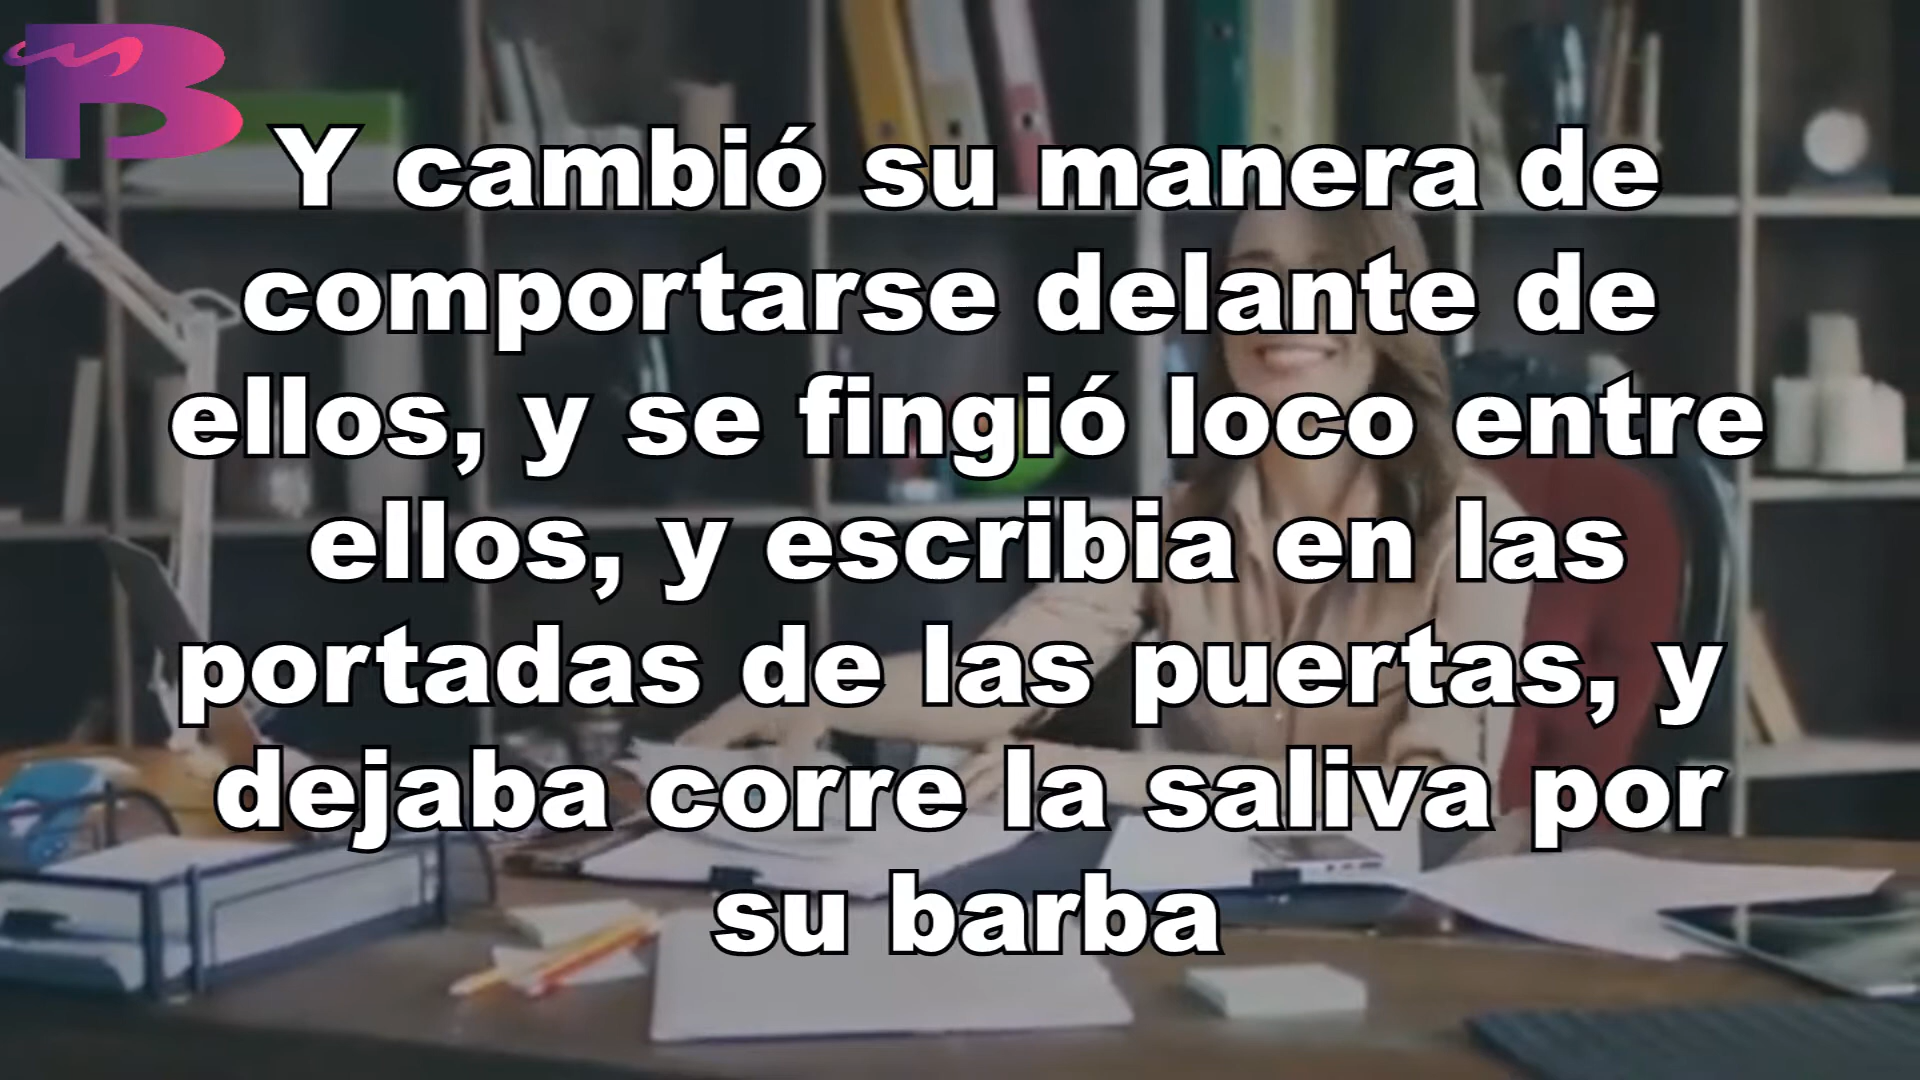 Y cambió su manera de
comportarse delante de
ellos, y se fingió loco entre
ellos, y escribia en las
portadas de las puertas, y
dejaba corre la saliva por
su barba